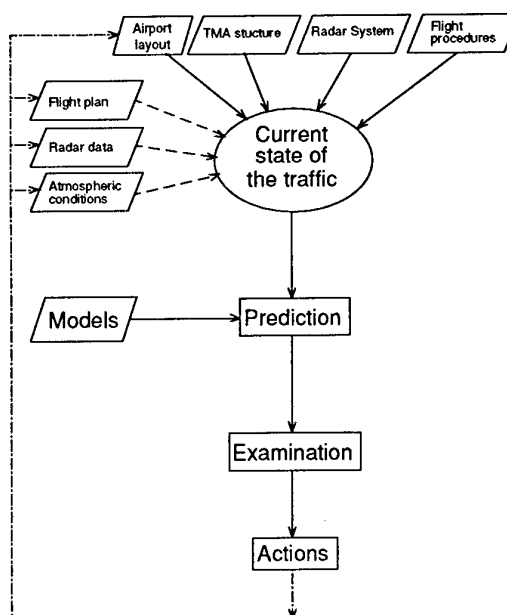 Airport
layout
TMA stucture
Radar System
Flight
procedures
Flight plan
Radar data
Atmospheric
conditions
Current
state of
the traffic
Models
Prediction
Examination
Actions